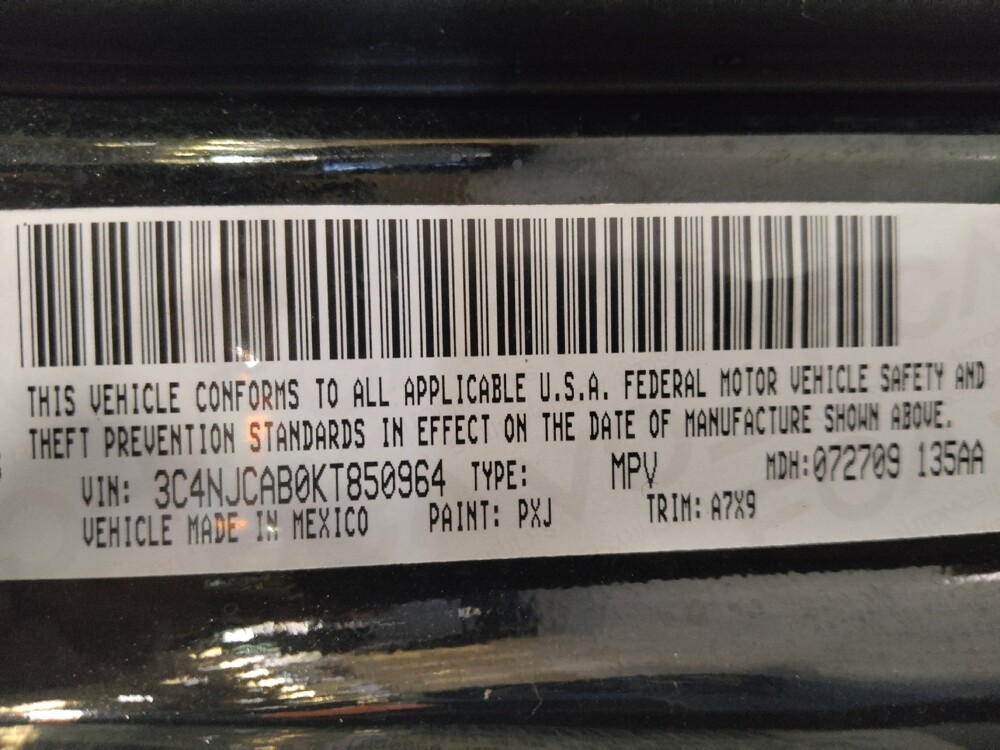 THIS VEHICLE CONFORMS TO ALL APPLICABLE U.S.A. FEDERAL MOTOR VEHICLE SAFETY AND
THEFT PREVENTION STANDARDS IN EFFECT ON THE DATE OF MANUFACTURE SHOWN ABOVE.
VIN: 3C4NJCAB0KT850964 TYPE: MPV MDH:072709 135AA
VEHICLE MADE IN MEXICO PAINT: PXJ TRIM: A7X9